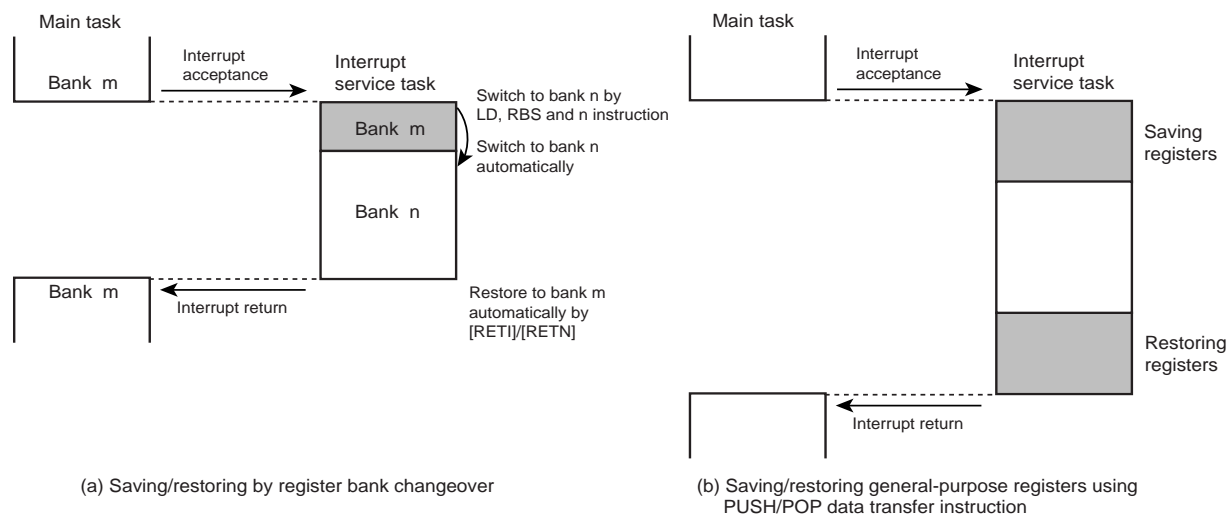 Main task
Bank m
Interrupt
acceptance
Interrupt
service task
Bank m
Switch to bank n by
LD, RBS and n instruction
Switch to bank n
automatically
Bank n
Bank m
Interrupt return
Restore to bank m
automatically by
[RETI]/[RETN]
(a) Saving/restoring by register bank changeover
Main task
Interrupt
acceptance
Interrupt
service task
Saving
registers
Restoring
registers
Interrupt return
(b) Saving/restoring general-purpose registers using
PUSH/POP data transfer instruction